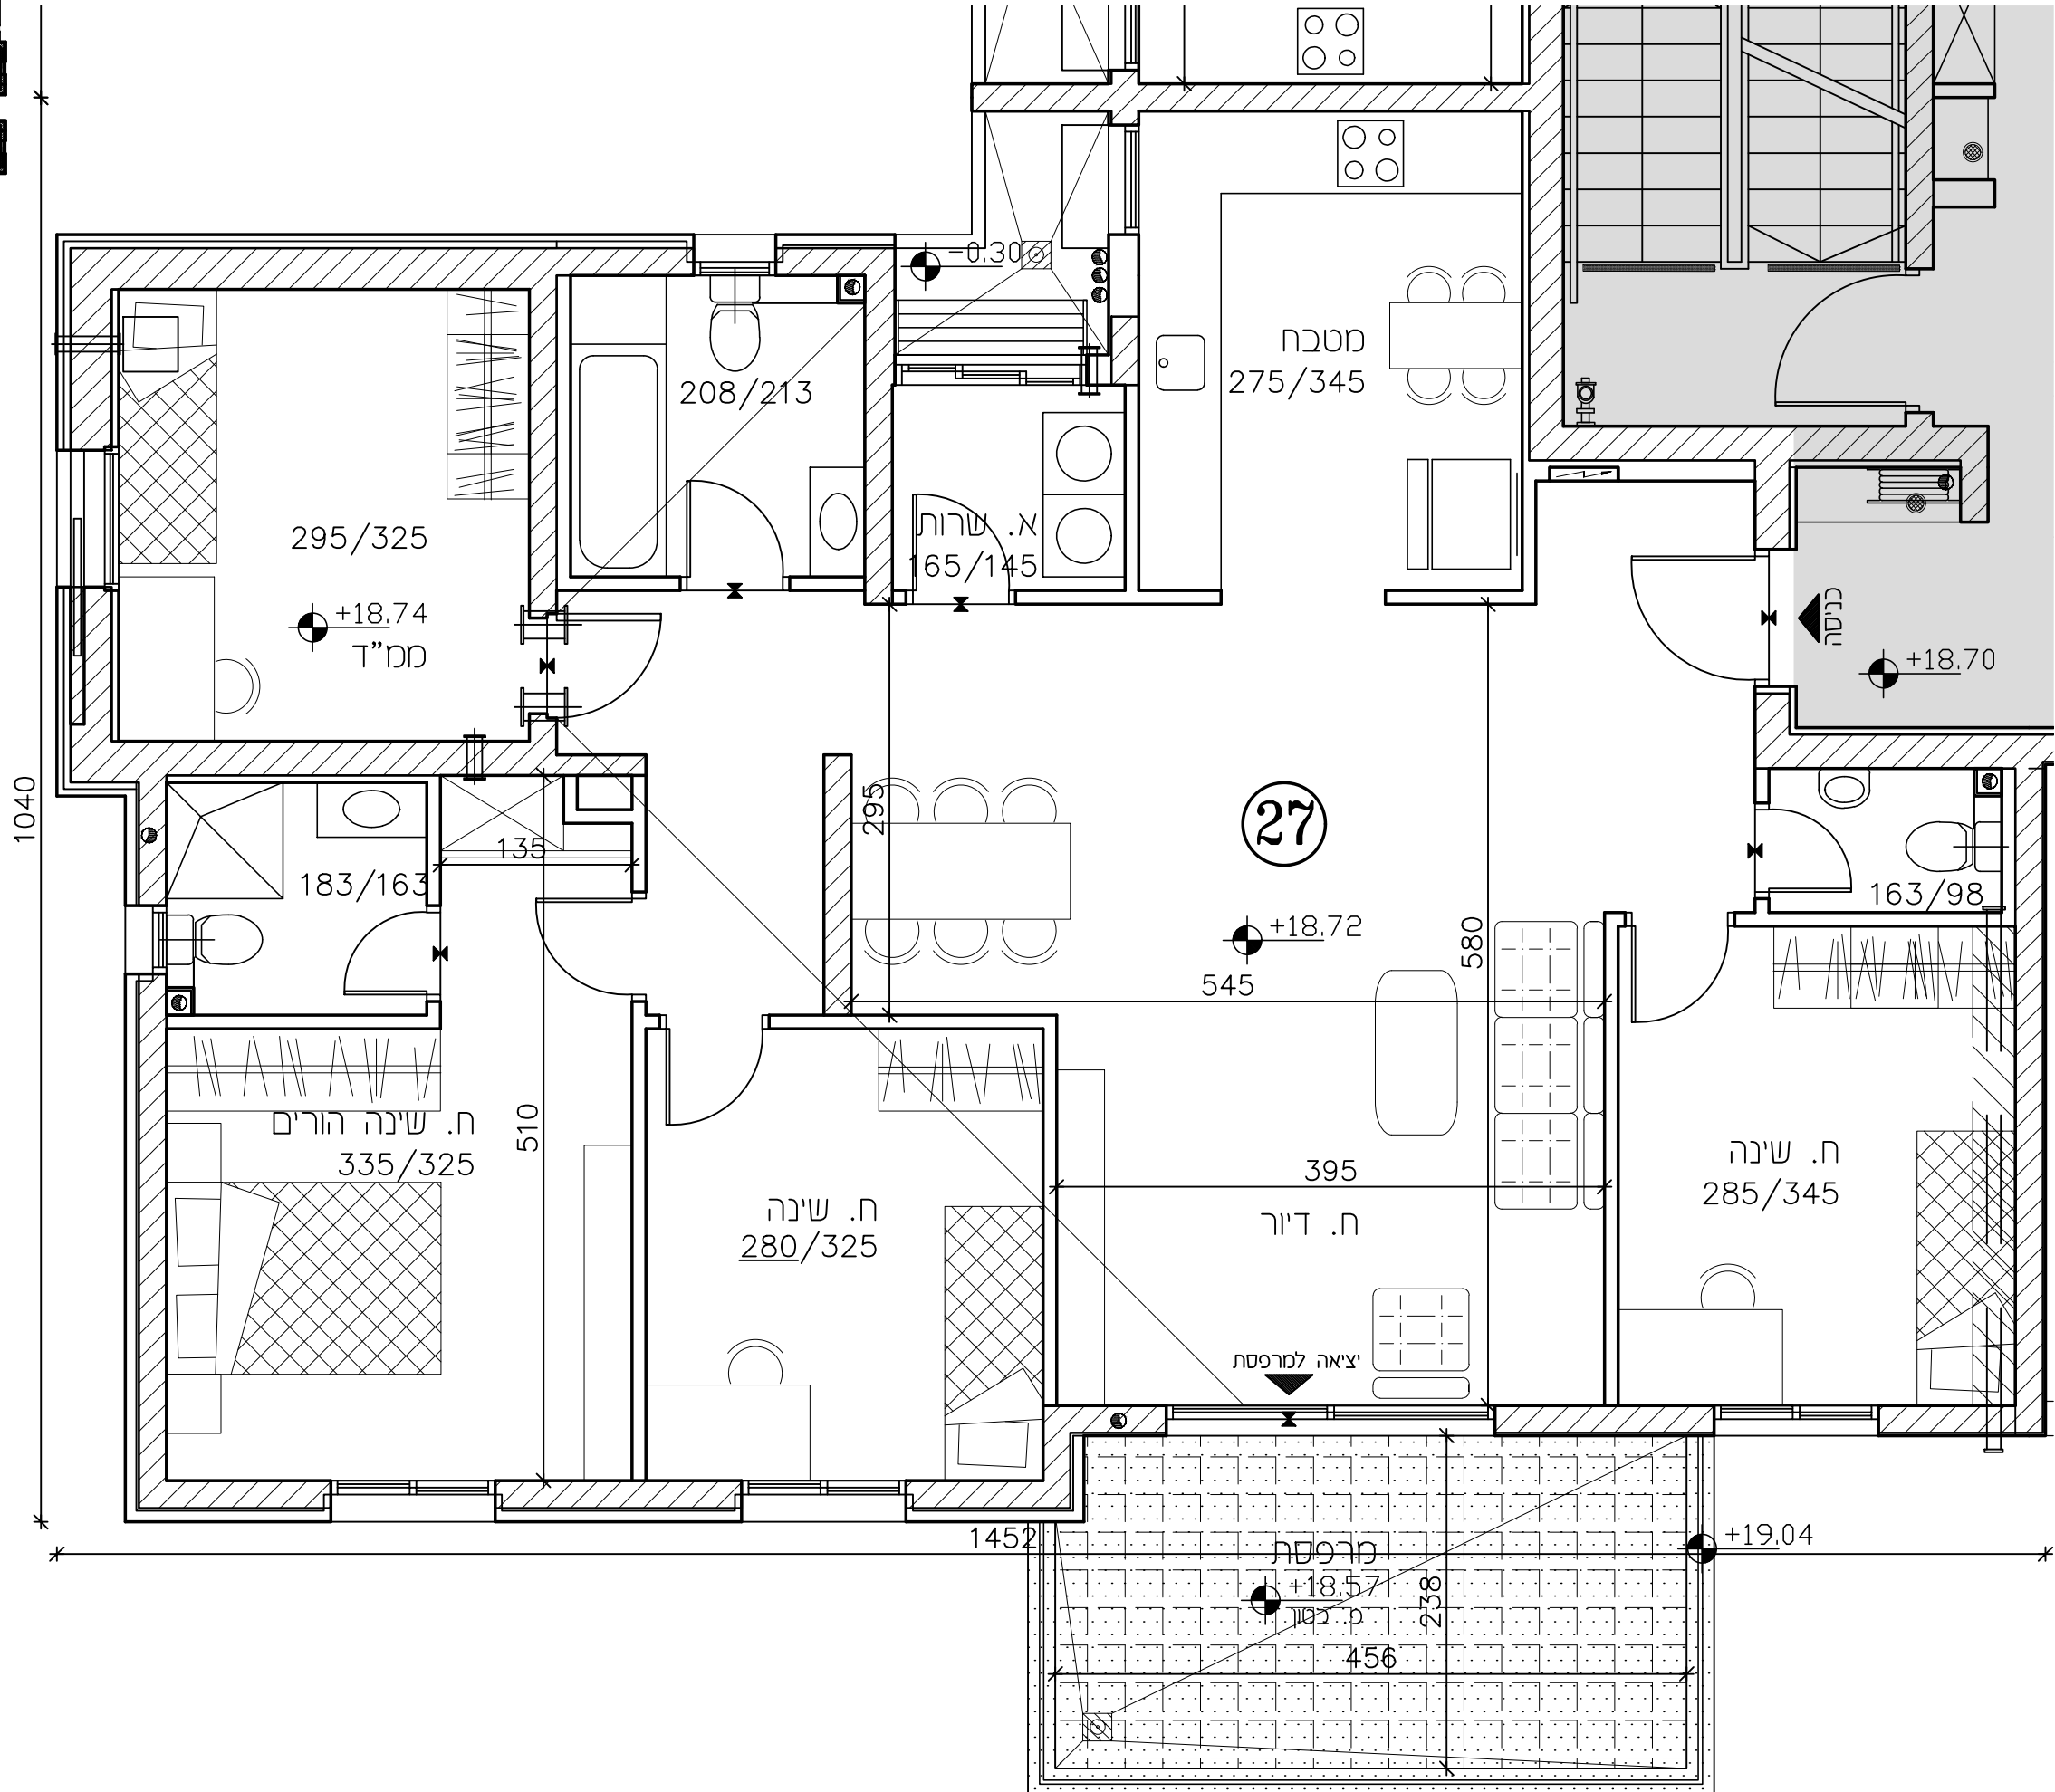 -0.30
מטבח
275/345
208/213
א. שרות
165/145
295/325
+18.74
ממ"ד
כניסה
+18.70
1040
295
27
135
183/163
163/98
+18.72
580
545
ח. שינה הורים
335/325
510
ח. שינה
280/325
395
ח. דיור
ח. שינה
285/345
יציאה למרפסת
1452
מרפסת
+18.57
פ. בטון
238
+19.04
456